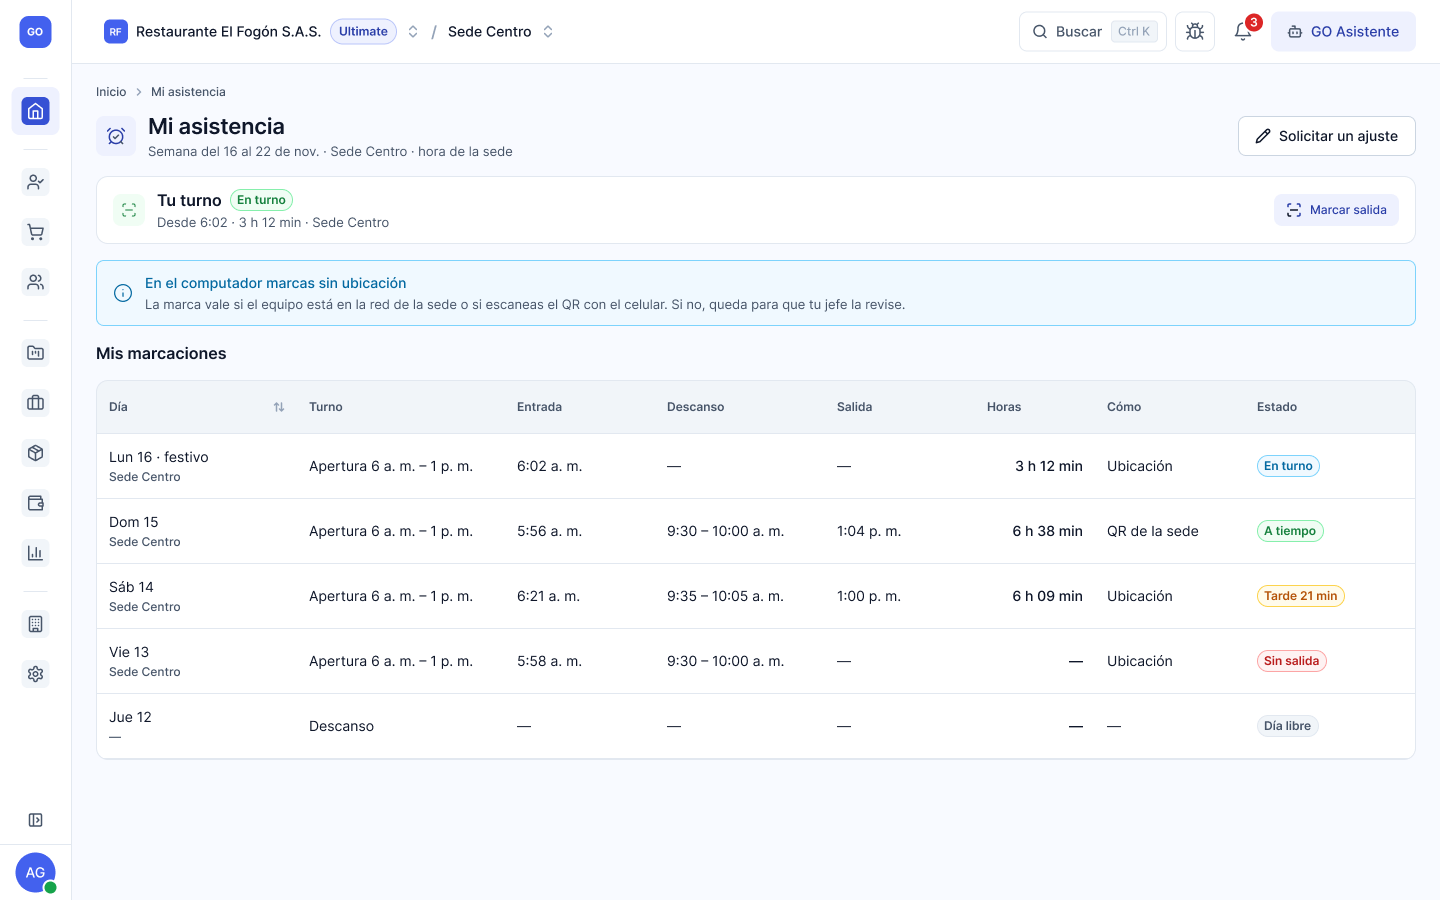 GO
RF Restaurante El Fogón S.A.S. Ultimate / Sede Centro
Buscar Ctrl K
3
GO Asistente
Inicio > Mi asistencia
Mi asistencia
Semana del 16 al 22 de nov. · Sede Centro · hora de la sede
Solicitar un ajuste
Tu turno En turno
Desde 6:02 · 3 h 12 min · Sede Centro
Marcar salida
En el computador marcas sin ubicación
La marca vale si el equipo está en la red de la sede o si escaneas el QR con el celular. Si no, queda para que tu jefe la revise.
Mis marcaciones
Día Turno Entrada Descanso Salida Horas Cómo Estado
Lun 16 · festivo
Sede Centro
Apertura 6 a. m. – 1 p. m. 6:02 a. m. — — 3 h 12 min Ubicación En turno
Dom 15
Sede Centro
Apertura 6 a. m. – 1 p. m. 5:56 a. m. 9:30 – 10:00 a. m. 1:04 p. m. 6 h 38 min QR de la sede A tiempo
Sáb 14
Sede Centro
Apertura 6 a. m. – 1 p. m. 6:21 a. m. 9:35 – 10:05 a. m. 1:00 p. m. 6 h 09 min Ubicación Tarde 21 min
Vie 13
Sede Centro
Apertura 6 a. m. – 1 p. m. 5:58 a. m. 9:30 – 10:00 a. m. — — Ubicación Sin salida
Jue 12
—
Descanso — — — — — Día libre
AG